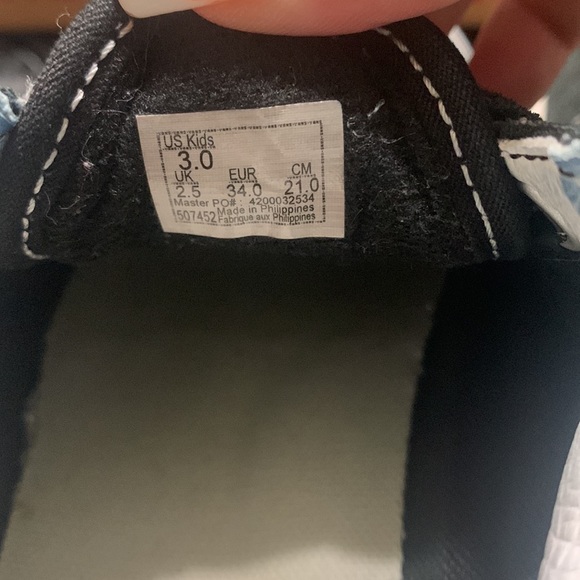 US Kids
3.0
UK EUR CM
2.5 34.0 21.0
Master PO# : 4200032534
507452 Made in Philippines
Fabrique aux Philippines